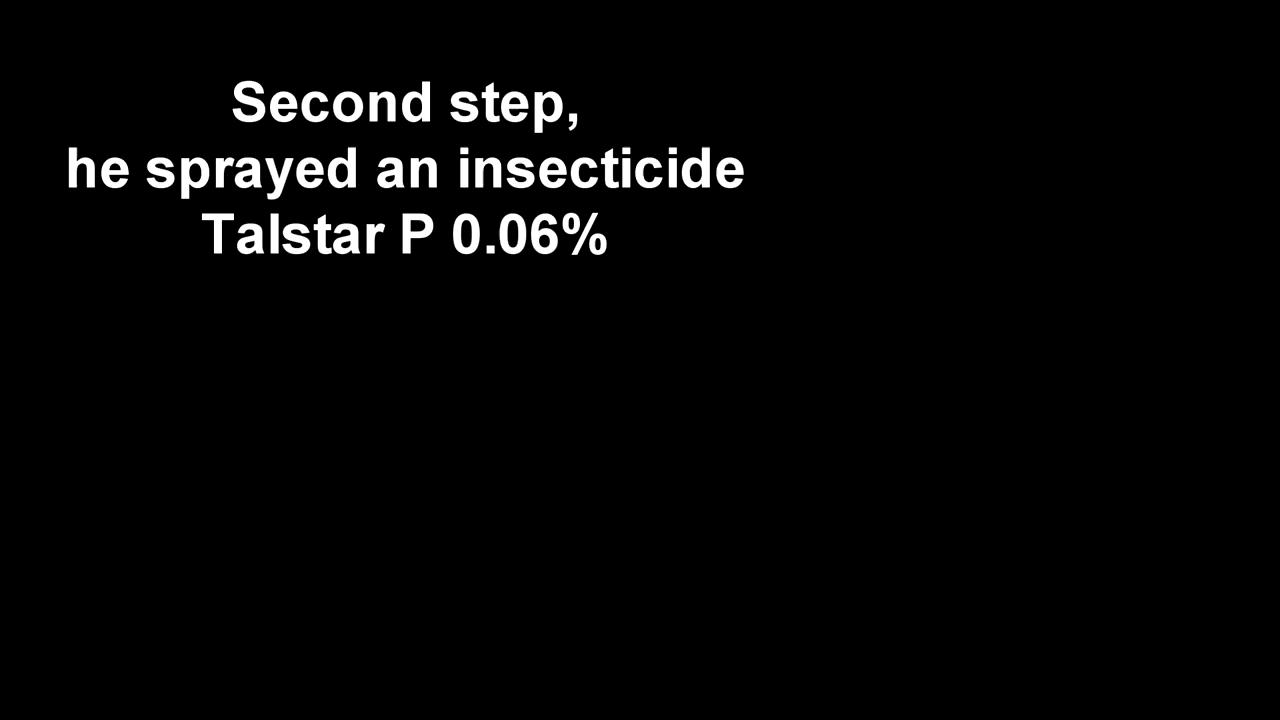 Second step,
he sprayed an insecticide
Talstar P 0.06%